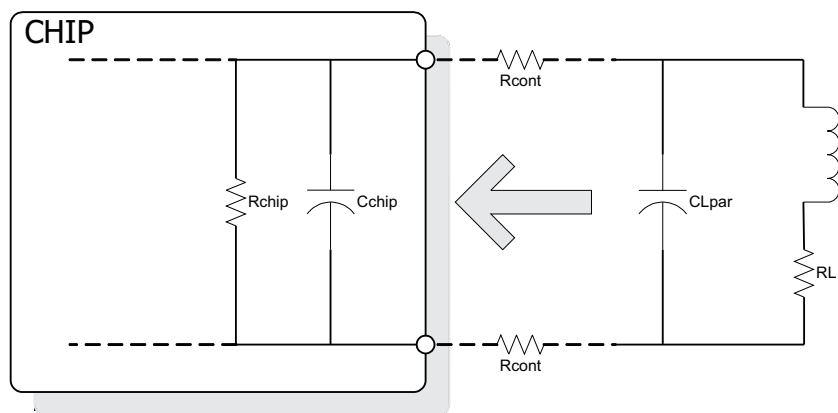 CHIP
Rcont
Rchip
Cchip
CLpar
RL
Rcont